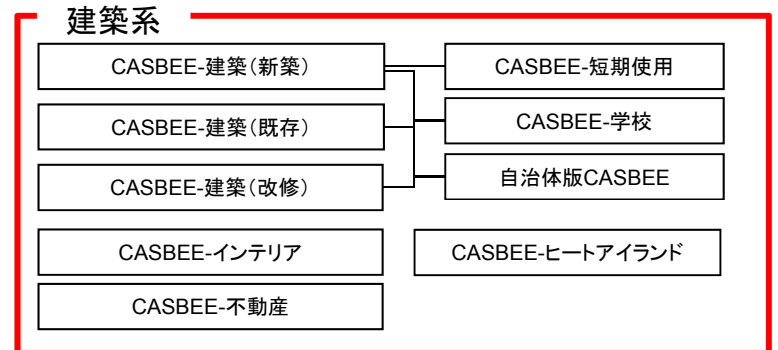 建築系
CASBEE-建築（新築）
CASBEE-建築（既存）
CASBEE-建築（改修）
CASBEE-インテリア
CASBEE-不動産
CASBEE-短期使用
CASBEE-学校
自治体版CASBEE
CASBEE-ヒートアイランド